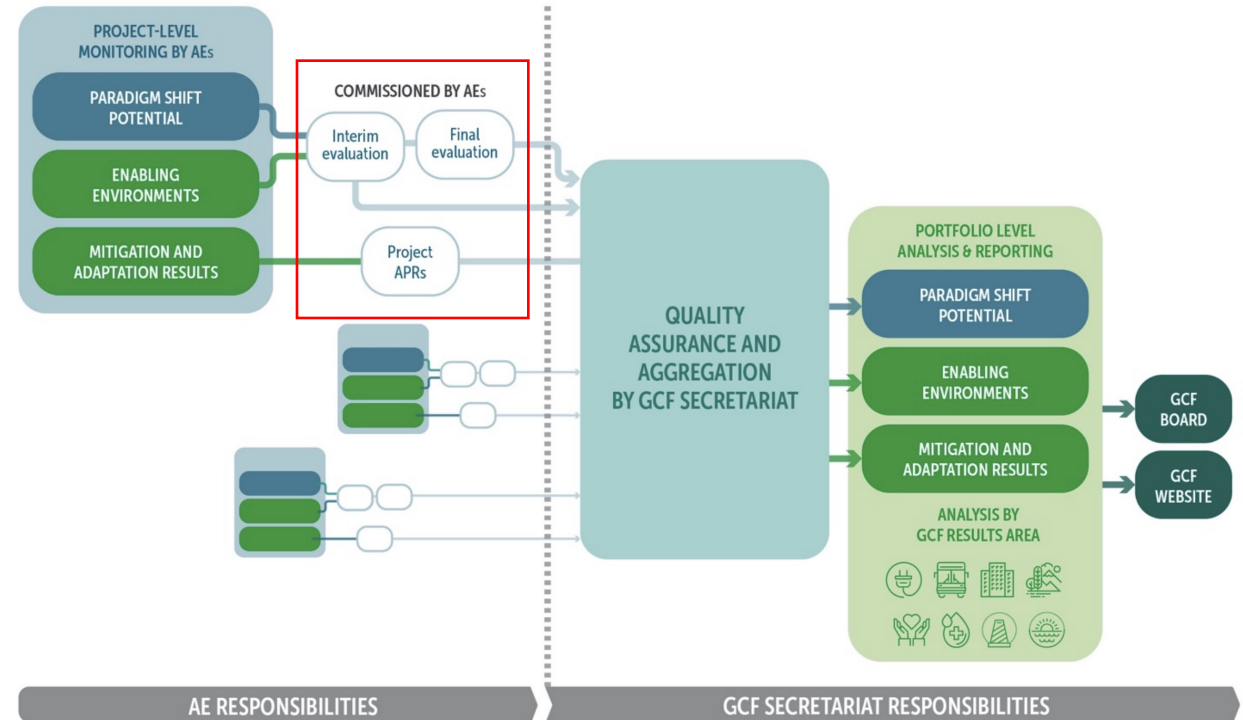 PROJECT-LEVEL
MONITORING BY AEs
PARADIGM SHIFT
POTENTIAL
ENABLING
ENVIRONMENTS
MITIGATION AND
ADAPTATION RESULTS
COMMISSIONED BY AEs
Interim
evaluation
Final
evaluation
Project
APRs
QUALITY
ASSURANCE AND
AGGREGATION
BY GCF SECRETARIAT
PORTFOLIO LEVEL
ANALYSIS & REPORTING
PARADIGM SHIFT
POTENTIAL
ENABLING
ENVIRONMENTS
MITIGATION AND
ADAPTATION RESULTS
ANALYSIS BY
GCF RESULTS AREA
GCF
BOARD
GCF
WEBSITE
AE RESPONSIBILITIES
GCF SECRETARIAT RESPONSIBILITIES